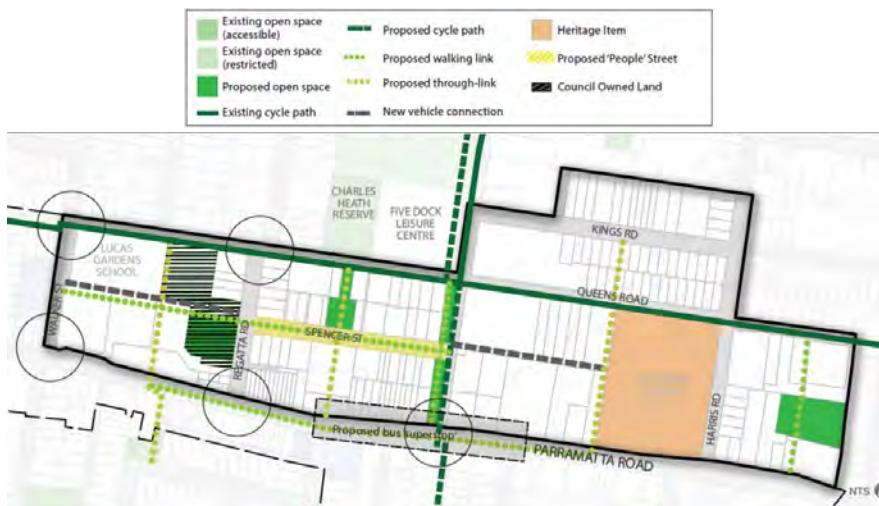 Existing open space
(accessible)
Existing open space
(restricted)
Proposed open space
Existing cycle path
Proposed cycle path
Proposed walking link
Proposed through-link
New vehicle connection
Heritage Item
Proposed 'People' Street
Council Owned Land
CHARLES
HEATH
RESERVE
FIVE DOCK
LEISURE
CENTRE
KINGS RD
LUCAS
GARDENS
SCHOOL
QUEENS ROAD
WALKER ST
REGATTA RD
SPENCER ST
HARRIS RD
Proposed bus superstop
PARRAMATTA ROAD
NTS